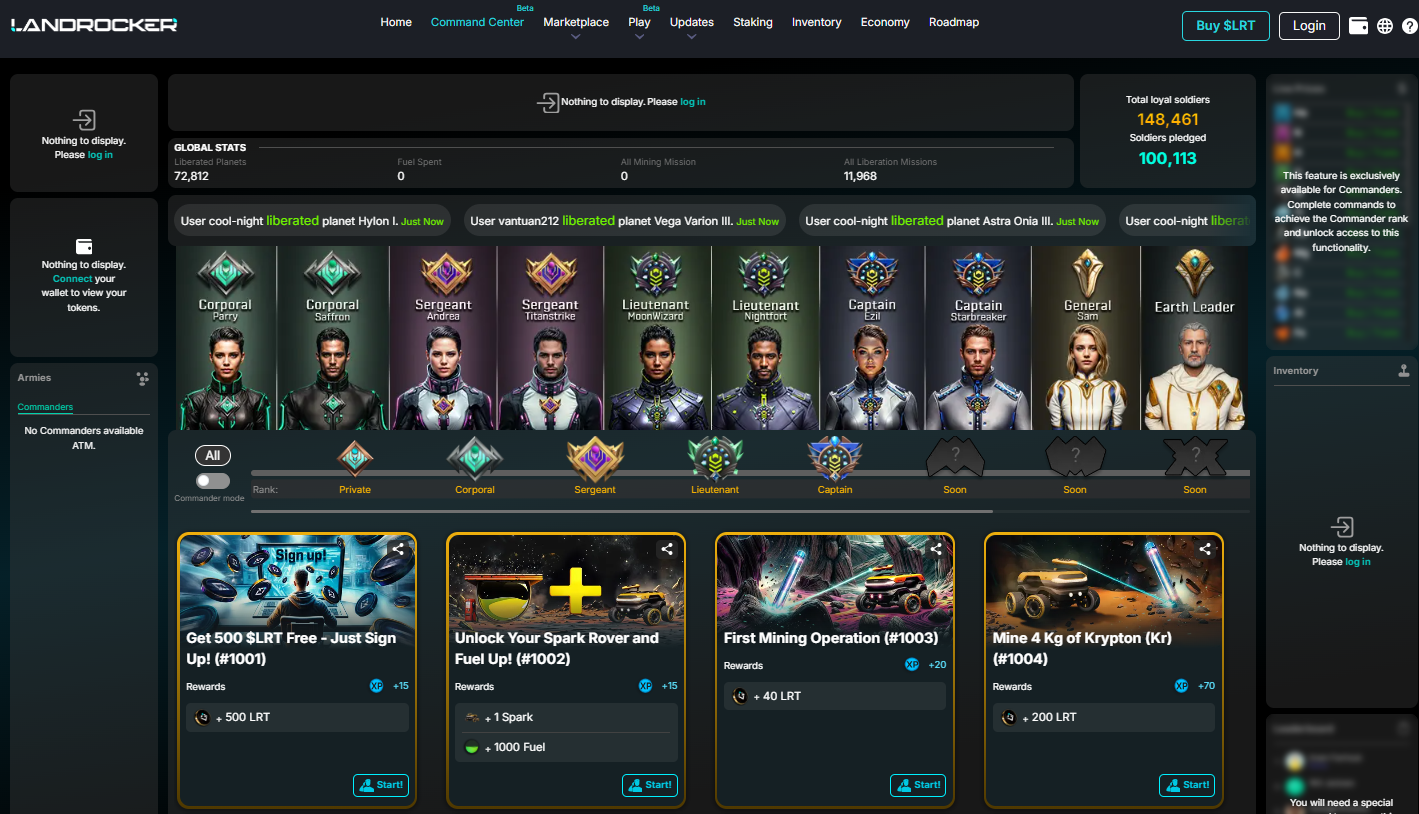 LANDROCKER
Home
Command Center
Beta
Marketplace
Play
Beta
Updates
Staking
Inventory
Economy
Roadmap
Buy $LRT
Login
Nothing to display.
Please log in
Nothing to display. Please log in
GLOBAL STATS
Liberated Planets
72,812
Fuel Spent
0
All Mining Mission
0
All Liberation Missions
11,968
Total loyal soldiers
148,461
Soldiers pledged
100,113
This feature is exclusively
available for Commanders.
Complete commands to
achieve the Commander rank
and unlock access to this
functionality.
Nothing to display.
Connect your
wallet to view your
tokens.
User cool-night liberated planet Hylon I. Just Now
User vantuan212 liberated planet Vega Varion III. Just Now
User cool-night liberated planet Astra Onia III. Just Now
User cool-night liberat
Corporal
Parry
Corporal
Saffron
Sergeant
Andrea
Sergeant
Titanstrike
Lieutenant
MoonWizard
Lieutenant
Nightfort
Captain
Ezil
Captain
Starbreaker
General
Sam
Earth Leader
Armies
Commanders
No Commanders available
ATM.
Inventory
Nothing to display.
Please log in
All
Commander mode
Rank:
Private
Corporal
Sergeant
Lieutenant
Captain
?
Soon
?
Soon
?
Soon
Sign up!
Get 500 $LRT Free - Just Sign
Up! (#1001)
Rewards
XP +15
+ 500 LRT
Start!
Unlock Your Spark Rover and
Fuel Up! (#1002)
Rewards
XP +15
+ 1 Spark
+ 1000 Fuel
Start!
First Mining Operation (#1003)
Rewards
XP +20
+ 40 LRT
Start!
Mine 4 Kg of Krypton (Kr)
(#1004)
Rewards
XP +70
+ 200 LRT
Start!
Leaderboard
You will need a special